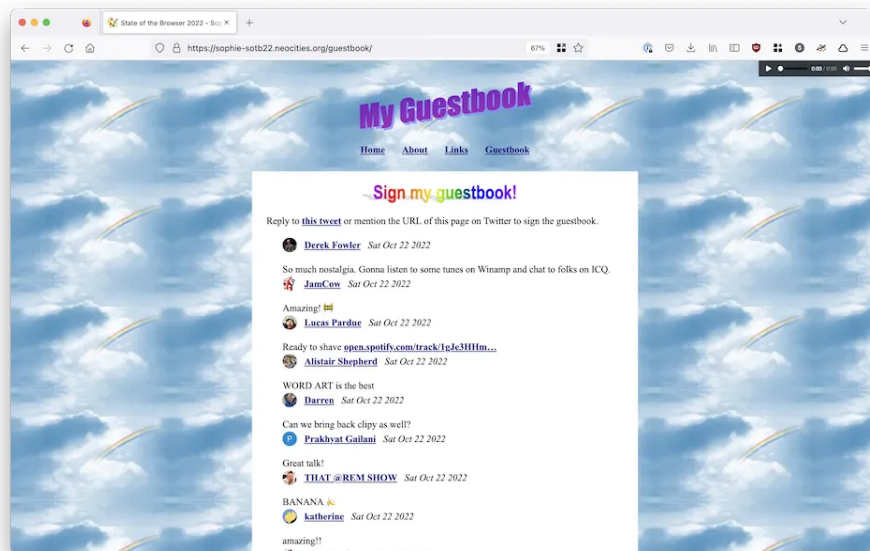 State of the Browser 2022 - Sop
https://sophie-sotb22.neocities.org/guestbook/
67%
0:00 / 0:00
My Guestbook
Home About Links Guestbook
Sign my guestbook!
Reply to this tweet or mention the URL of this page on Twitter to sign the guestbook.
Derek Fowler Sat Oct 22 2022
So much nostalgia. Gonna listen to some tunes on Winamp and chat to folks on ICQ.
JamCow Sat Oct 22 2022
Amazing! 🚧
Lucas Pardue Sat Oct 22 2022
Ready to shave open.spotify.com/track/1gJe3HHm…
Alistair Shepherd Sat Oct 22 2022
WORD ART is the best
Darren Sat Oct 22 2022
Can we bring back clipy as well?
P Prakhyat Gailani Sat Oct 22 2022
Great talk!
THAT @REM SHOW Sat Oct 22 2022
BANANA 🍌
katherine Sat Oct 22 2022
amazing!!